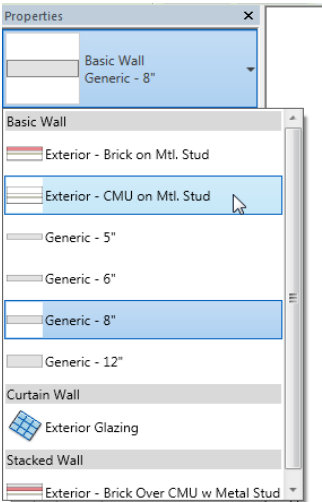 Properties
Basic Wall
Generic - 8"
Basic Wall
Exterior - Brick on Mtl. Stud
Exterior - CMU on Mtl. Stud
Generic - 5"
Generic - 6"
Generic - 8"
Generic - 12"
Curtain Wall
Exterior Glazing
Stacked Wall
Exterior - Brick Over CMU w Metal Stud